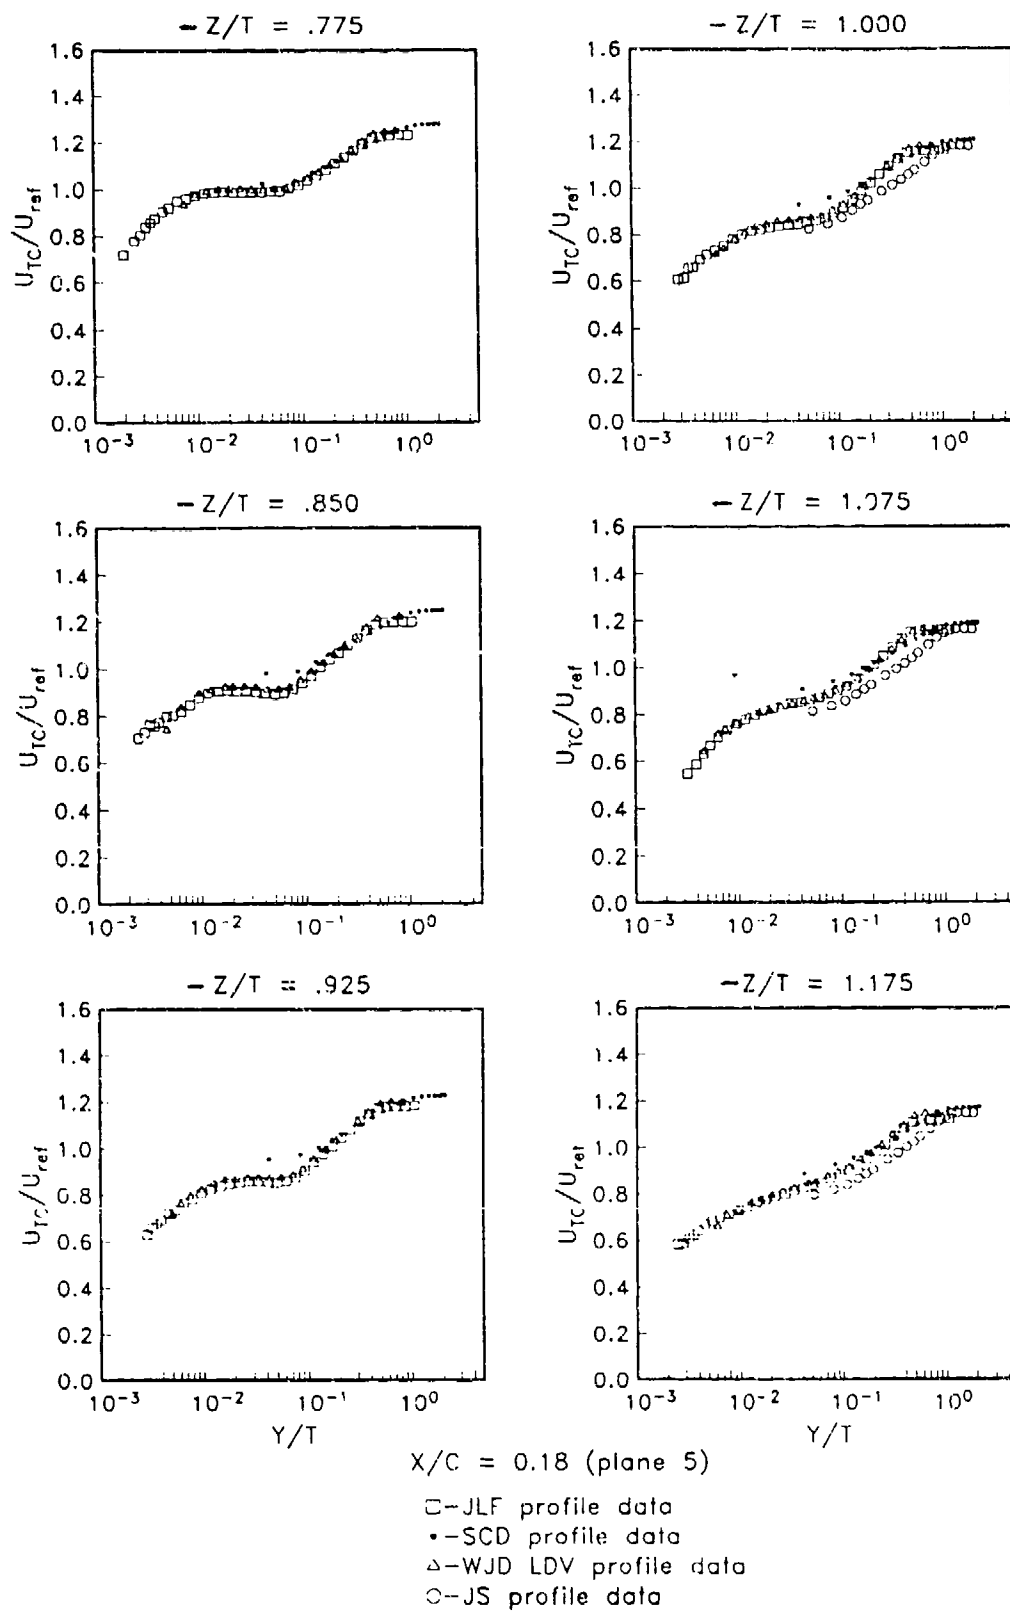 – Z/T = .775
1.6
1.4
1.2
1.0
0.8
0.6
0.4
0.2
0.0
U_TC/U_ref
10^-3 10^-2 10^-1 10^0
– Z/T = 1.000
1.6
1.4
1.2
1.0
0.8
0.6
0.4
0.2
0.0
U_TC/U_ref
10^-3 10^-2 10^-1 10^0
– Z/T = .850
1.6
1.4
1.2
1.0
0.8
0.6
0.4
0.2
0.0
U_TC/U_ref
10^-3 10^-2 10^-1 10^0
– Z/T = 1.075
1.6
1.4
1.2
1.0
0.8
0.6
0.4
0.2
0.0
U_TC/U_ref
10^-3 10^-2 10^-1 10^0
– Z/T = .925
1.6
1.4
1.2
1.0
0.8
0.6
0.4
0.2
0.0
U_TC/U_ref
10^-3 10^-2 10^-1 10^0
Y/T
– Z/T = 1.175
1.6
1.4
1.2
1.0
0.8
0.6
0.4
0.2
0.0
U_TC/U_ref
10^-3 10^-2 10^-1 10^0
Y/T
X/C = 0.18 (plane 5)
□–JLF profile data
•–SCD profile data
△–WJD LDV profile data
○–JS profile data